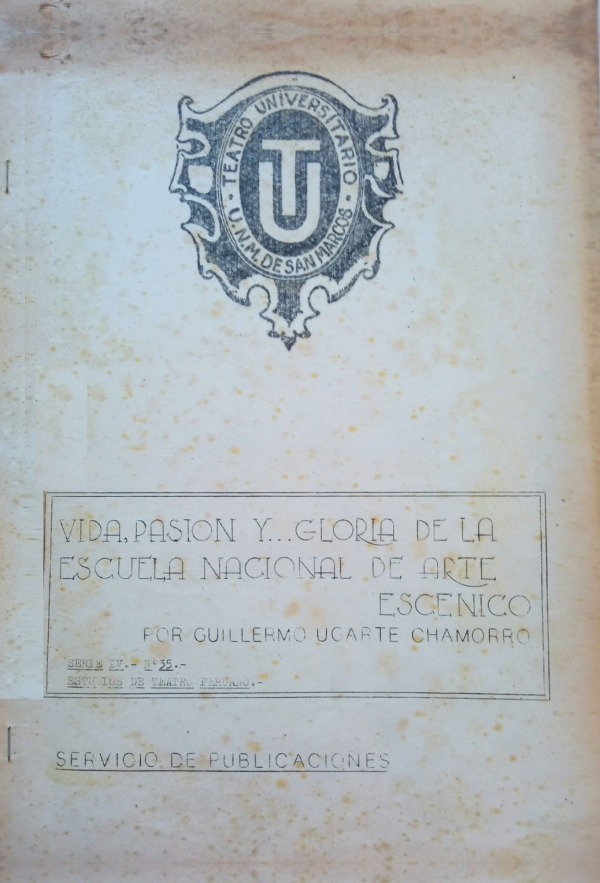 TEATRO UNIVERSITARIO
TU
U.N.M. DE SAN MARCOS
VIDA, PASION Y... GLORIA DE LA
ESCUELA NACIONAL DE ARTE
ESCENICO
POR GUILLERMO UGARTE CHAMORRO
SERIE IV.- Nº 35.-
ESTUDIOS DE TEATRO PERUANO.-
SERVICIO DE PUBLICACIONES